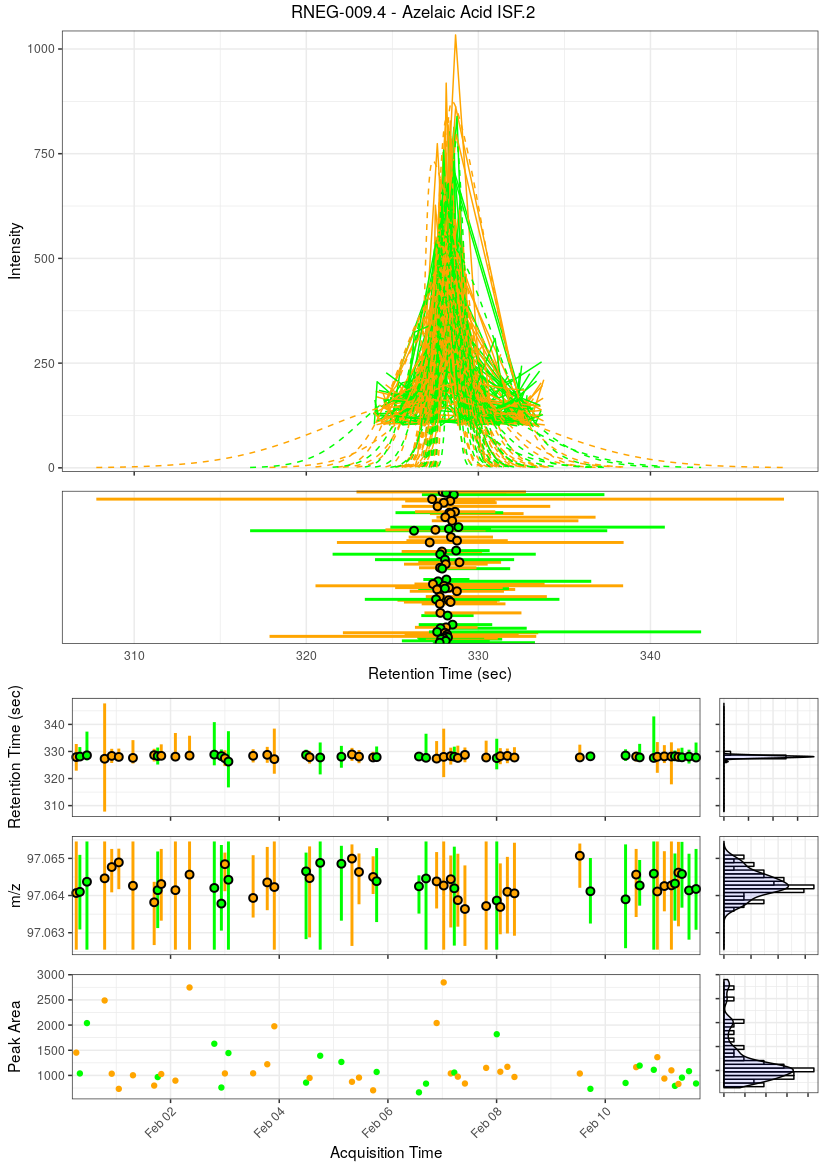 RNEG-009.4 - Azelaic Acid ISF.2
1000
750
500
250
0
Intensity
310
320
330
340
Retention Time (sec)
340
330
320
310
Retention Time (sec)
97.065
97.064
97.063
m/z
3000
2500
2000
1500
1000
Peak Area
Feb 02
Feb 04
Feb 06
Feb 08
Feb 10
Acquisition Time